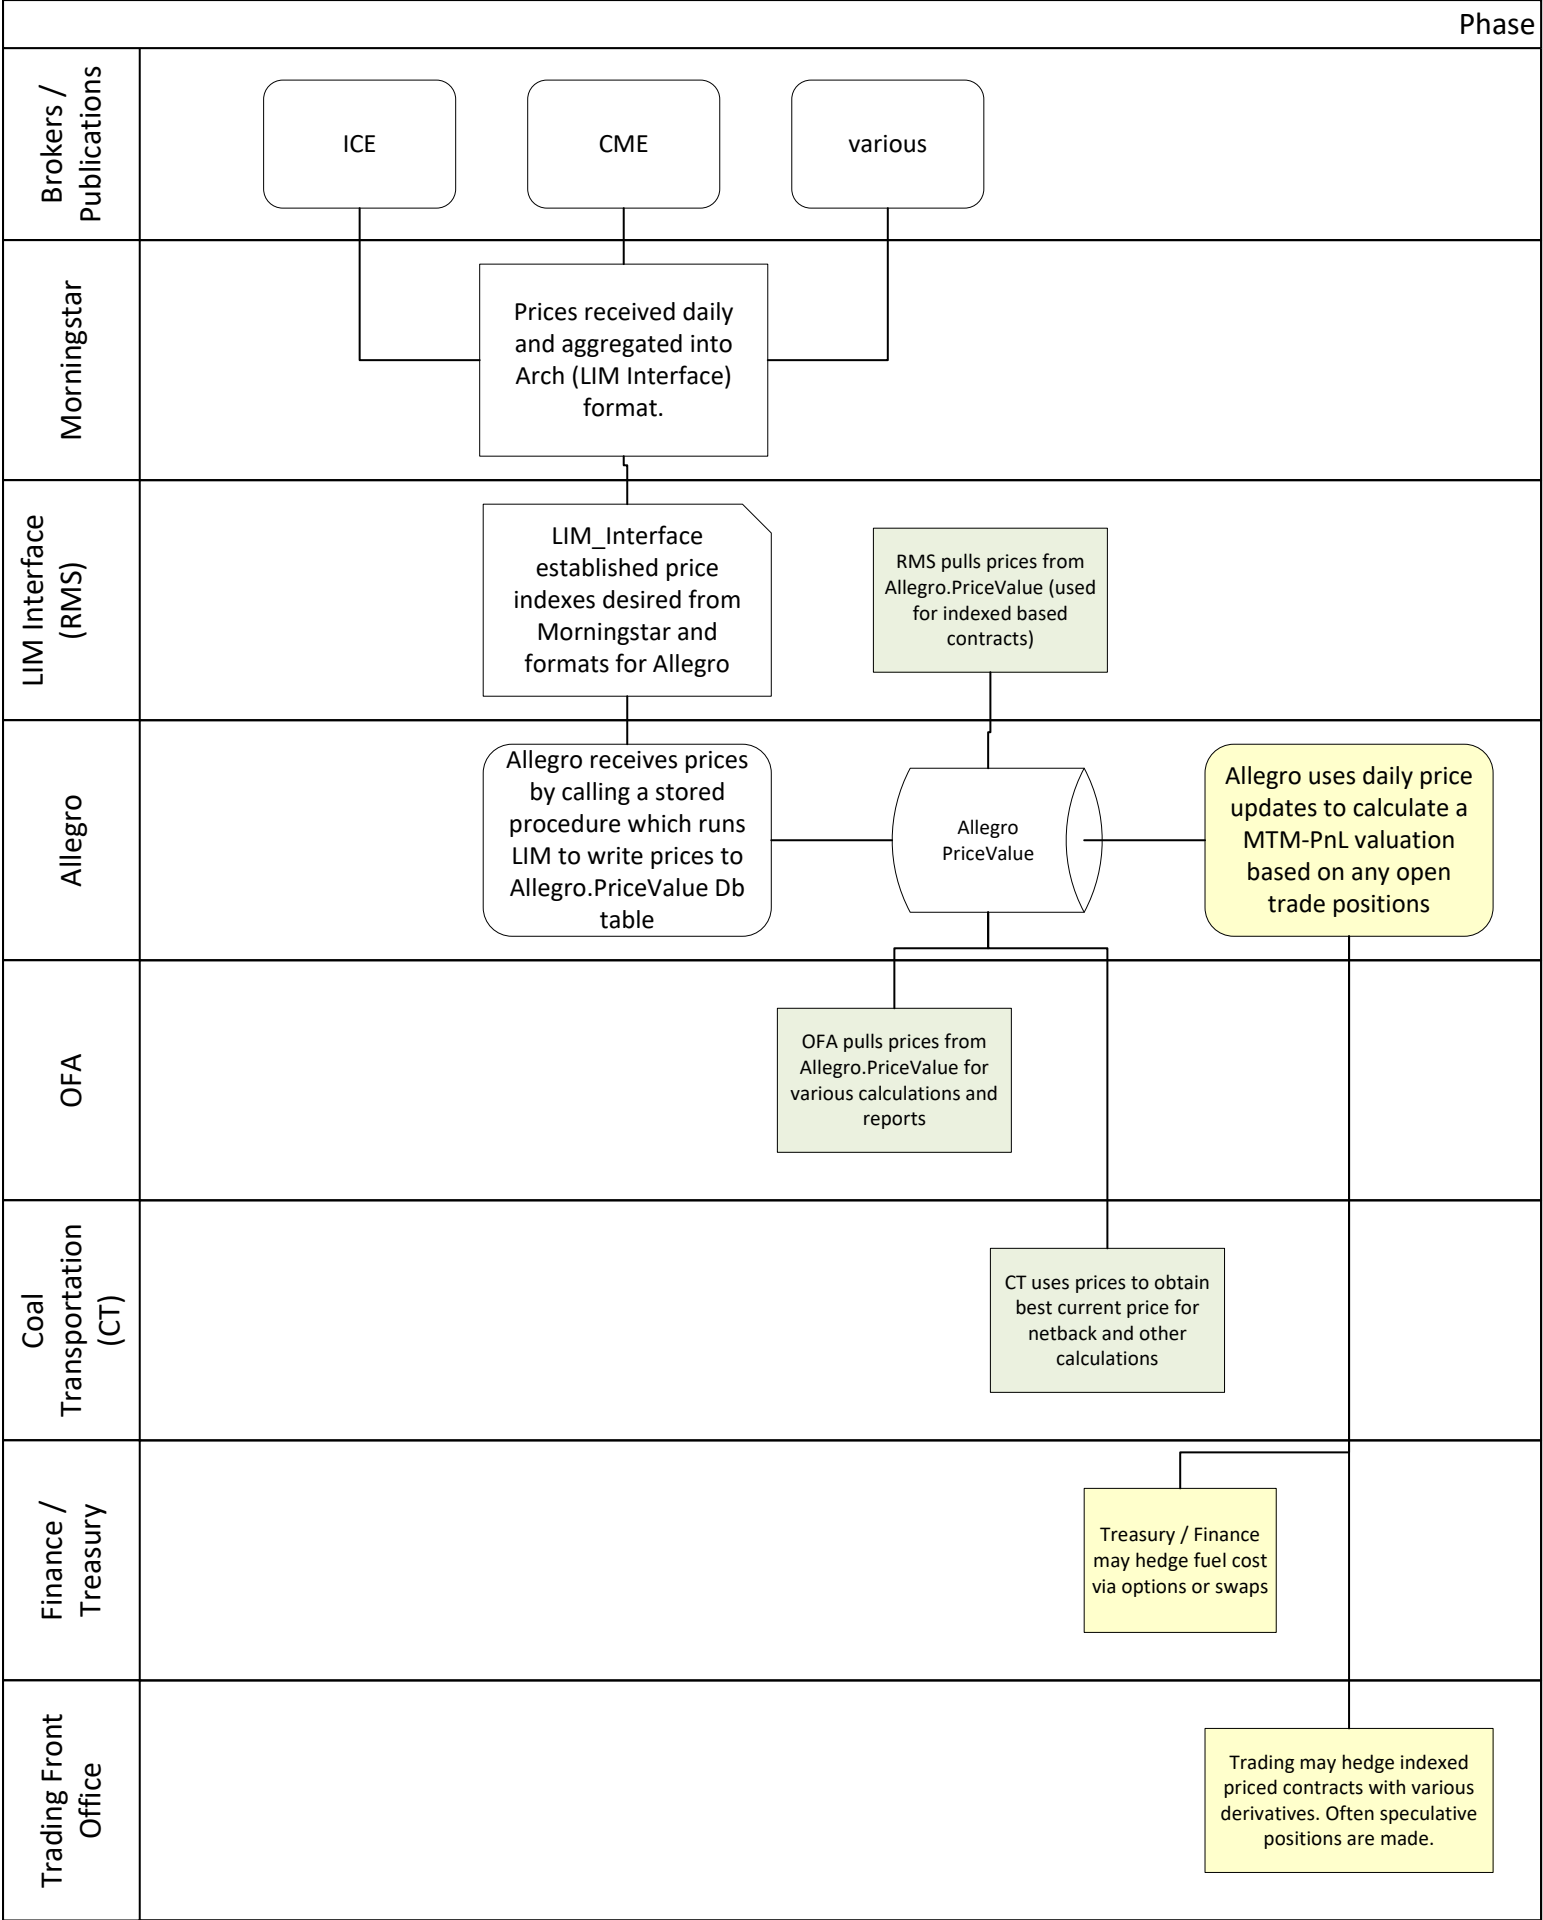 Phase
Brokers /
Publications
ICE
CME
various
Morningstar
Prices received daily
and aggregated into
Arch (LIM Interface)
format.
LIM Interface
(RMS)
LIM_Interface
established price
indexes desired from
Morningstar and
formats for Allegro
RMS pulls prices from
Allegro.PriceValue (used
for indexed based
contracts)
Allegro
Allegro receives prices
by calling a stored
procedure which runs
LIM to write prices to
Allegro.PriceValue Db
table
Allegro
PriceValue
Allegro uses daily price
updates to calculate a
MTM-PnL valuation
based on any open
trade positions
OFA
OFA pulls prices from
Allegro.PriceValue for
various calculations and
reports
Coal
Transportation
(CT)
CT uses prices to obtain
best current price for
netback and other
calculations
Finance /
Treasury
Treasury / Finance
may hedge fuel cost
via options or swaps
Trading Front
Office
Trading may hedge indexed
priced contracts with various
derivatives. Often speculative
positions are made.